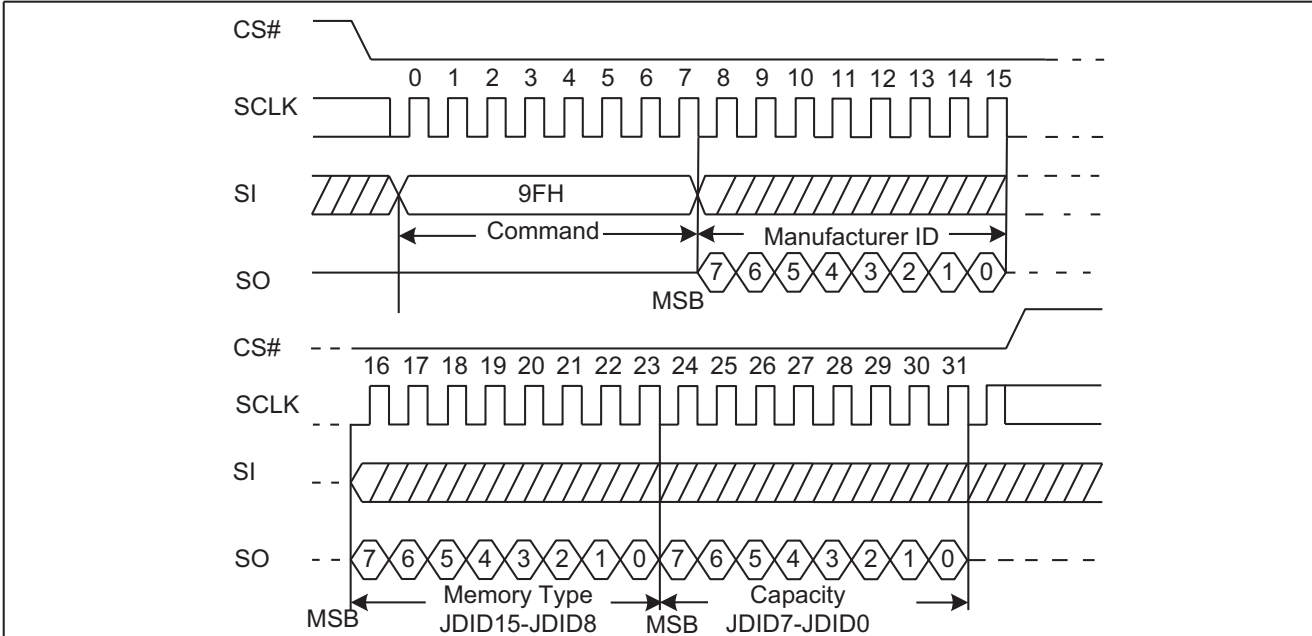 CS#
0 1 2 3 4 5 6 7 8 9 10 11 12 13 14 15
SCLK
SI 9FH
Command Manufacturer ID
SO 7 6 5 4 3 2 1 0
MSB
CS#
16 17 18 19 20 21 22 23 24 25 26 27 28 29 30 31
SCLK
SI
SO 7 6 5 4 3 2 1 0 7 6 5 4 3 2 1 0
Memory Type Capacity
MSB JDID15-JDID8 MSB JDID7-JDID0